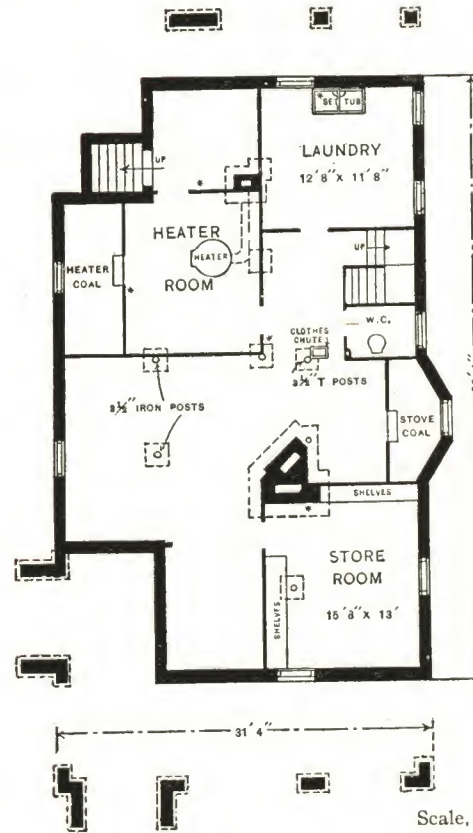 SET TUB
LAUNDRY
12'8" X 11'8"
UP
HEATER
ROOM
HEATER
HEATER
COAL
UP
W.C.
CLOTHES
CHUTE
3½" T POSTS
3½" IRON POSTS
STOVE
COAL
SHELVES
STORE
ROOM
15'8" X 13'
SHELVES
31'4"
Scale,